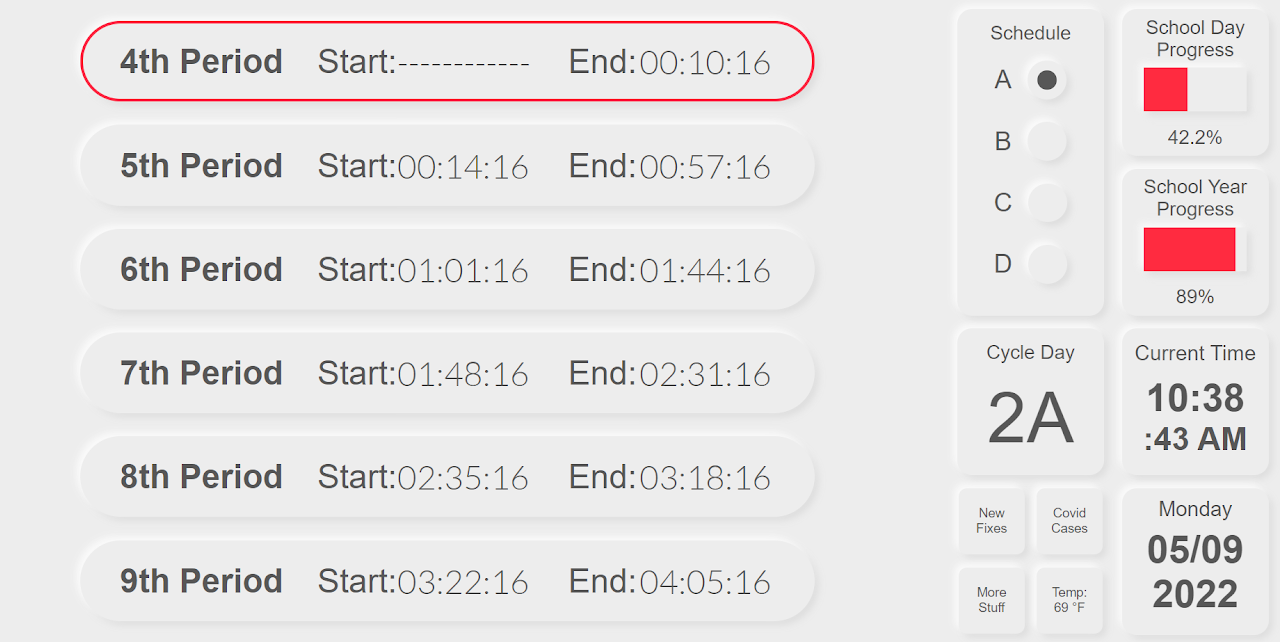 4th Period Start:------------ End:00:10:16
5th Period Start:00:14:16 End:00:57:16
6th Period Start:01:01:16 End:01:44:16
7th Period Start:01:48:16 End:02:31:16
8th Period Start:02:35:16 End:03:18:16
9th Period Start:03:22:16 End:04:05:16
Schedule
A
B
C
D
School Day
Progress
42.2%
School Year
Progress
89%
Cycle Day
2A
Current Time
10:38
:43 AM
New
Fixes
Covid
Cases
More
Stuff
Temp:
69 °F
Monday
05/09
2022